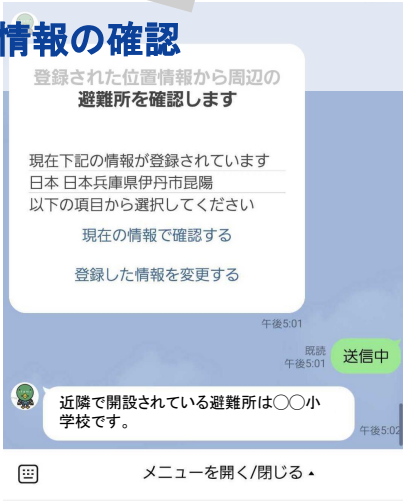 情報の確認
登録された位置情報から周辺の
避難所を確認します
現在下記の情報が登録されています
日本 日本兵庫県伊丹市昆陽
以下の項目から選択してください
現在の情報で確認する
登録した情報を変更する
午後5:01
既読
午後5:01
送信中
近隣で開設されている避難所は〇〇小
学校です。
午後5:02
メニューを開く/閉じる▲